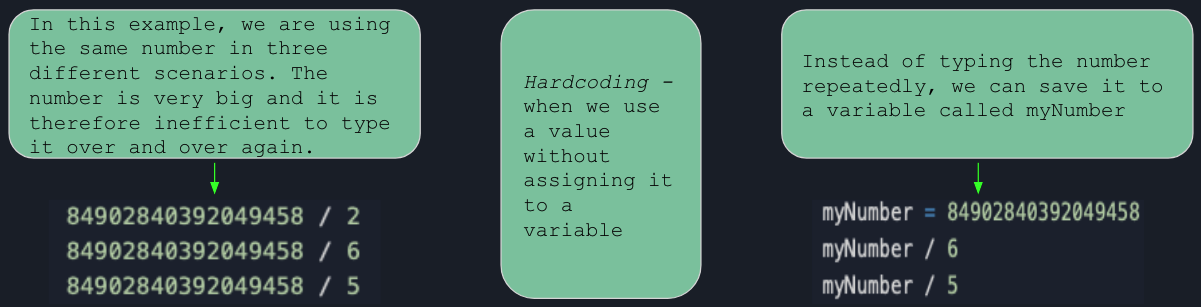 In this example, we are using
the same number in three
different scenarios. The
number is very big and it is
therefore inefficient to type
it over and over again.
84902840392049458 / 2
84902840392049458 / 6
84902840392049458 / 5
Hardcoding -
when we use
a value
without
assigning it
to a
variable
Instead of typing the number
repeatedly, we can save it to
a variable called myNumber
myNumber = 84902840392049458
myNumber / 6
myNumber / 5